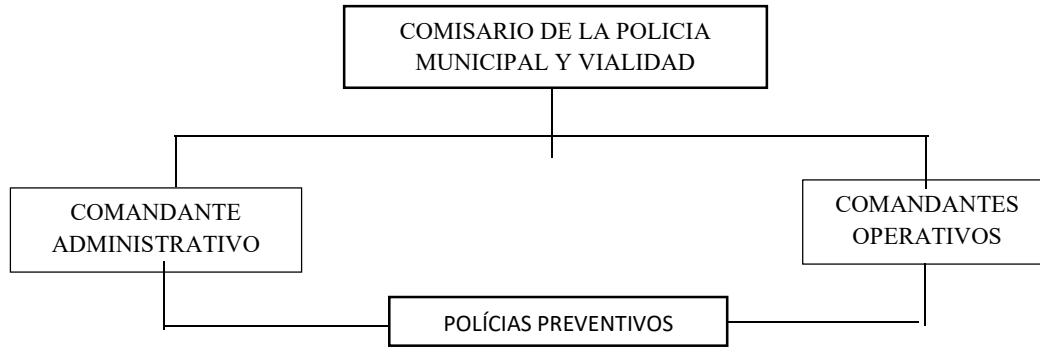 COMISARIO DE LA POLICIA
MUNICIPAL Y VIALIDAD
COMANDANTE
ADMINISTRATIVO
COMANDANTES
OPERATIVOS
POLÍCIAS PREVENTIVOS